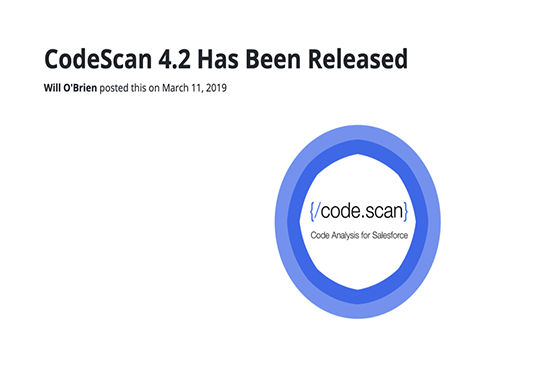 CodeScan 4.2 Has Been Released
Will O'Brien posted this on March 11, 2019
{/code.scan}
Code Analysis for Salesforce